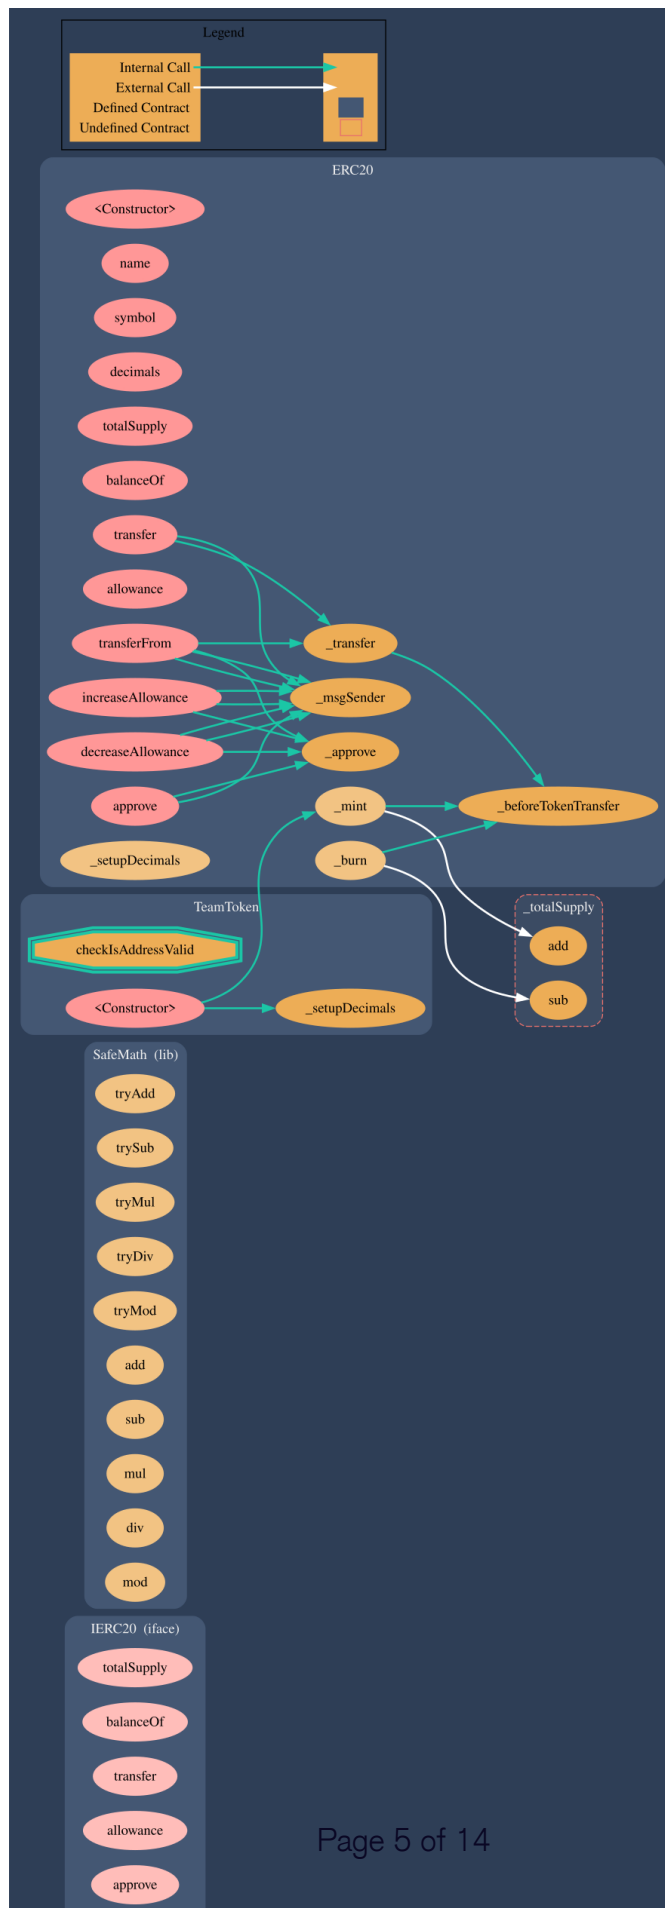 Legend
Internal Call
External Call
Defined Contract
Undefined Contract
ERC20
<Constructor>
name
symbol
decimals
totalSupply
balanceOf
transfer
allowance
transferFrom
_transfer
increaseAllowance
_msgSender
decreaseAllowance
_approve
approve
_mint
_beforeTokenTransfer
_setupDecimals
_burn
TeamToken
_totalSupply
checkIsAddressValid
add
<Constructor>
_setupDecimals
sub
SafeMath (lib)
tryAdd
trySub
tryMul
tryDiv
tryMod
add
sub
mul
div
mod
IERC20 (iface)
totalSupply
balanceOf
transfer
allowance
Page 5 of 14
approve